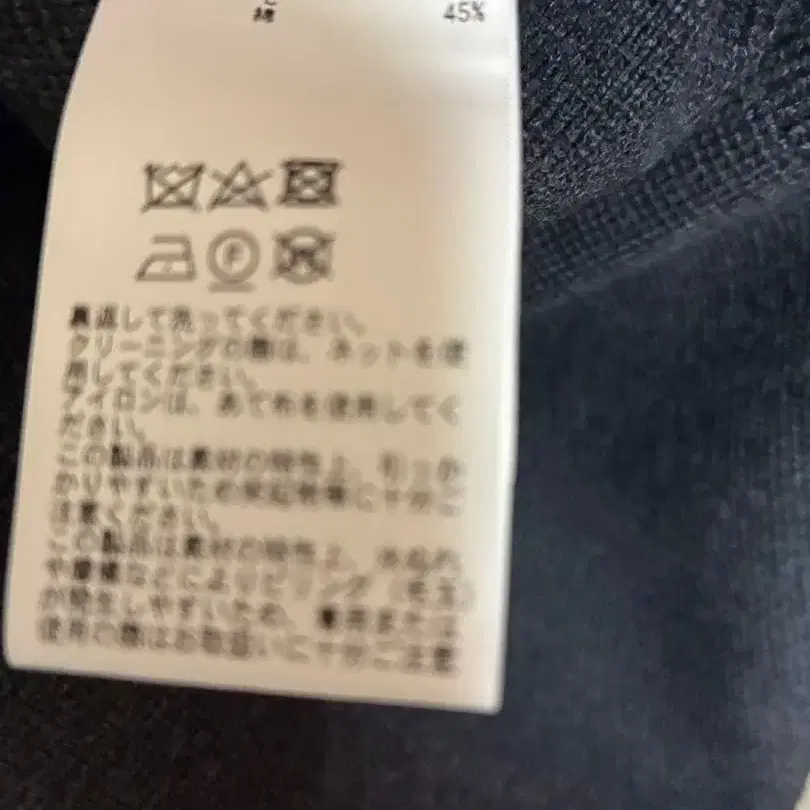 綿 45%
F
裏返して洗ってください。
クリーニングの際は、ネットを使
用してください。
アイロンは、あて布を使用してく
ださい。
この製品は素材の特性上、引っか
かりやすいため突起物等に十分ご
注意ください。
この製品は素材の特性上、
や摩擦などによりピリング（毛玉）
が発生しやすいため、着用または
使用の際はお取扱いに十分ご注意